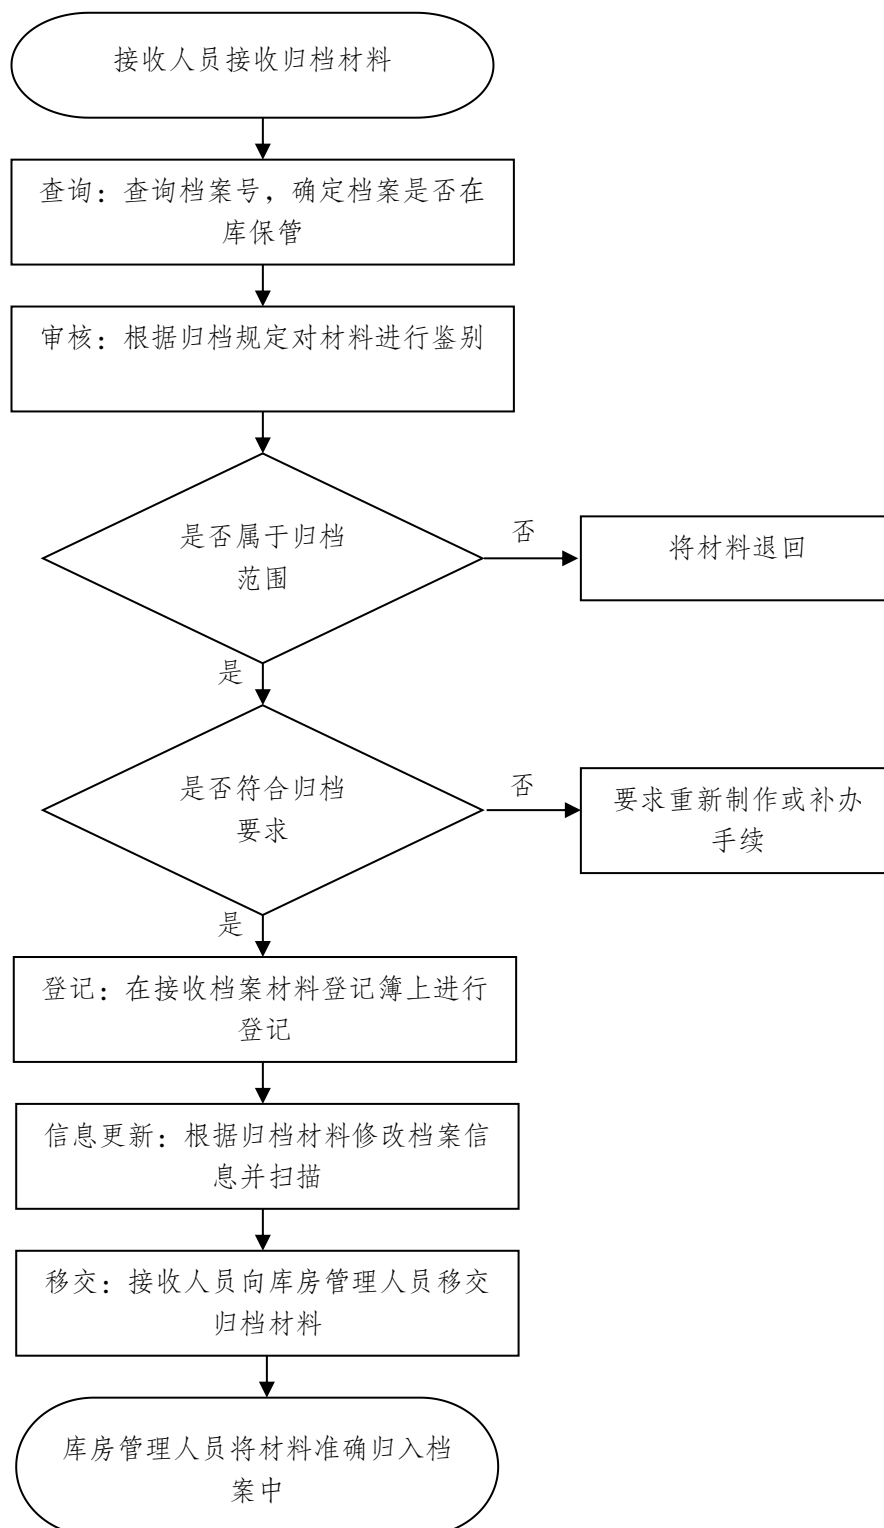 接收人员接收归档材料
查询：查询档案号，确定档案是否在
库保管
审核：根据归档规定对材料进行鉴别
是否属于归档
范围
否
将材料退回
是
是否符合归档
要求
否
要求重新制作或补办
手续
是
登记：在接收档案材料登记簿上进行
登记
信息更新：根据归档材料修改档案信
息并扫描
移交：接收人员向库房管理人员移交
归档材料
库房管理人员将材料准确归入档
案中